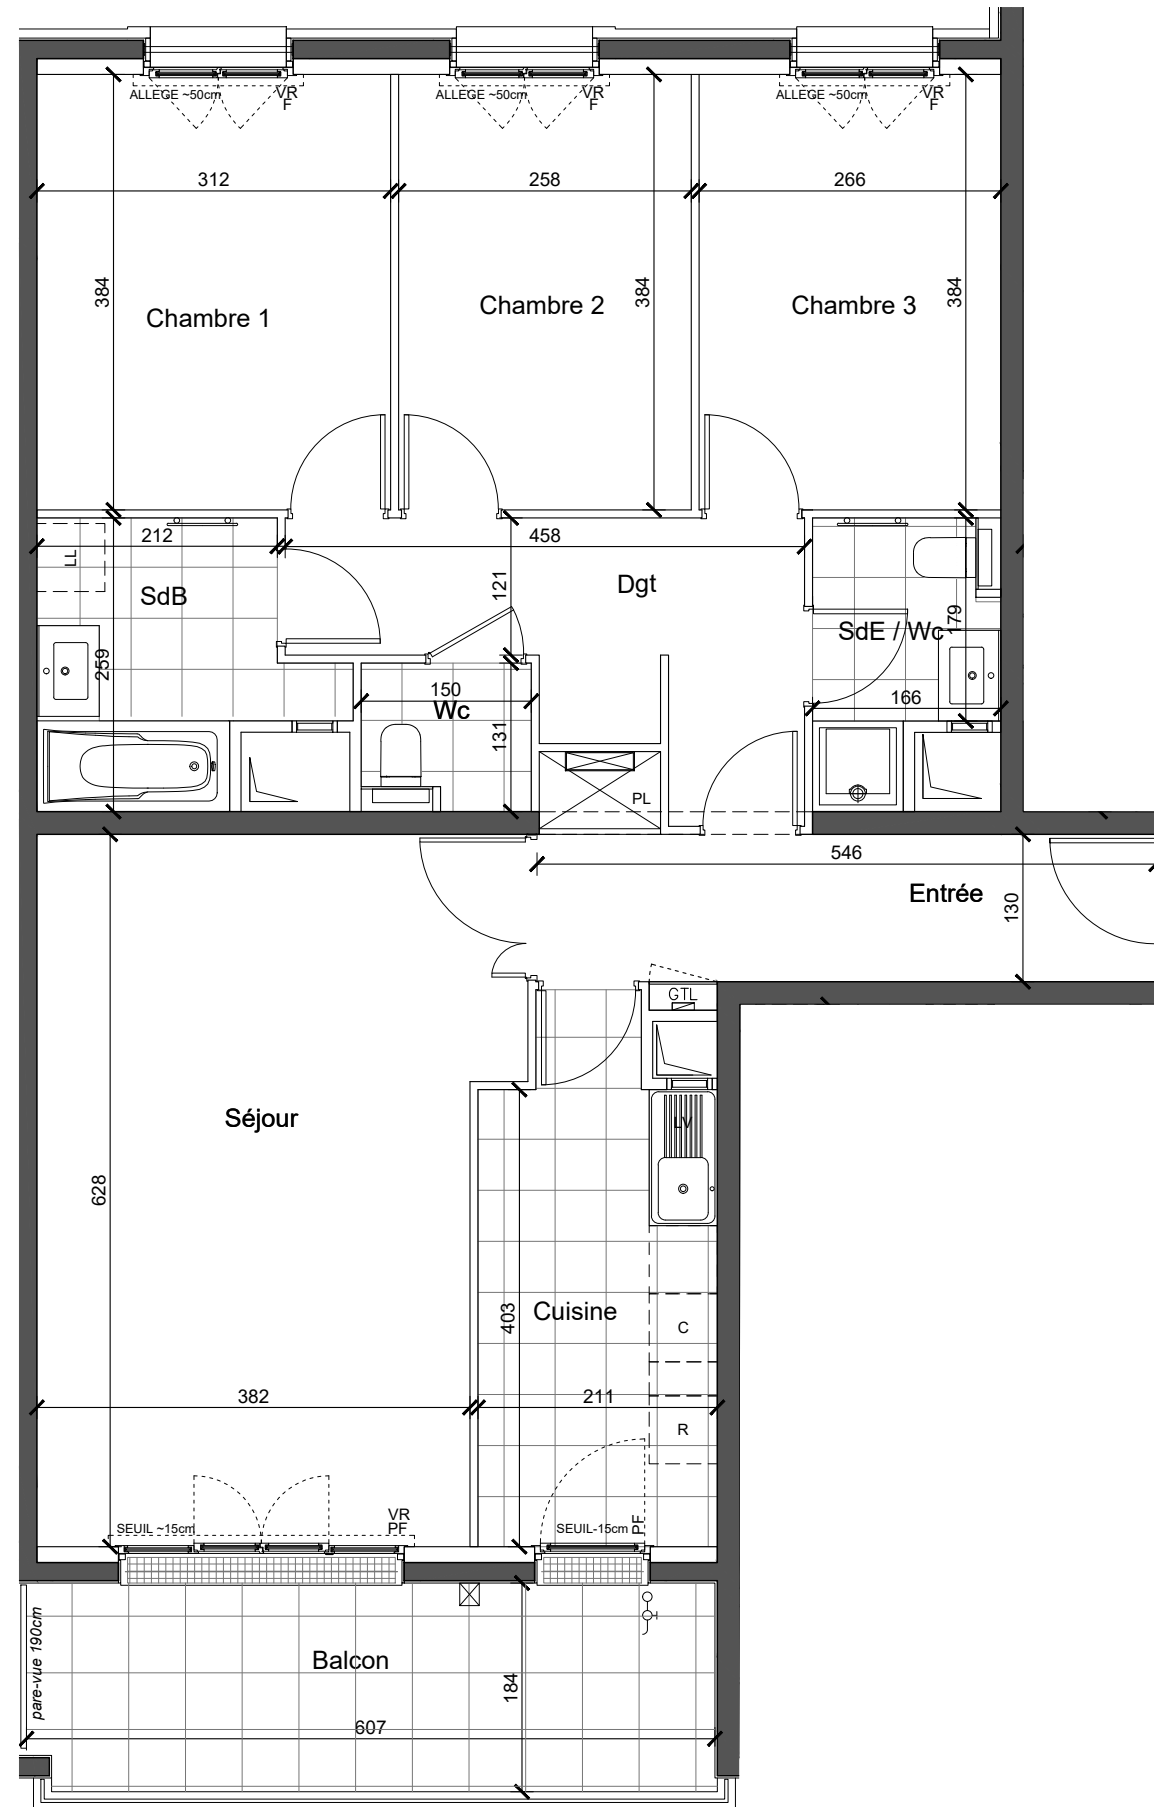 ALLEGE ~50cm
VR
F
ALLEGE ~50cm
VR
F
ALLEGE ~50cm
VR
F
312
258
266
384
384
384
Chambre 1
Chambre 2
Chambre 3
212
458
LL
SdB
121
Dgt
SdE / Wc
179
259
150
Wc
166
131
PL
546
Entrée
130
GTL
Séjour
LV
628
403
Cuisine
C
382
211
R
VR
PF
SEUIL ~15cm
SEUIL-15cm
PF
pare-vue 190cm
Balcon
184
607